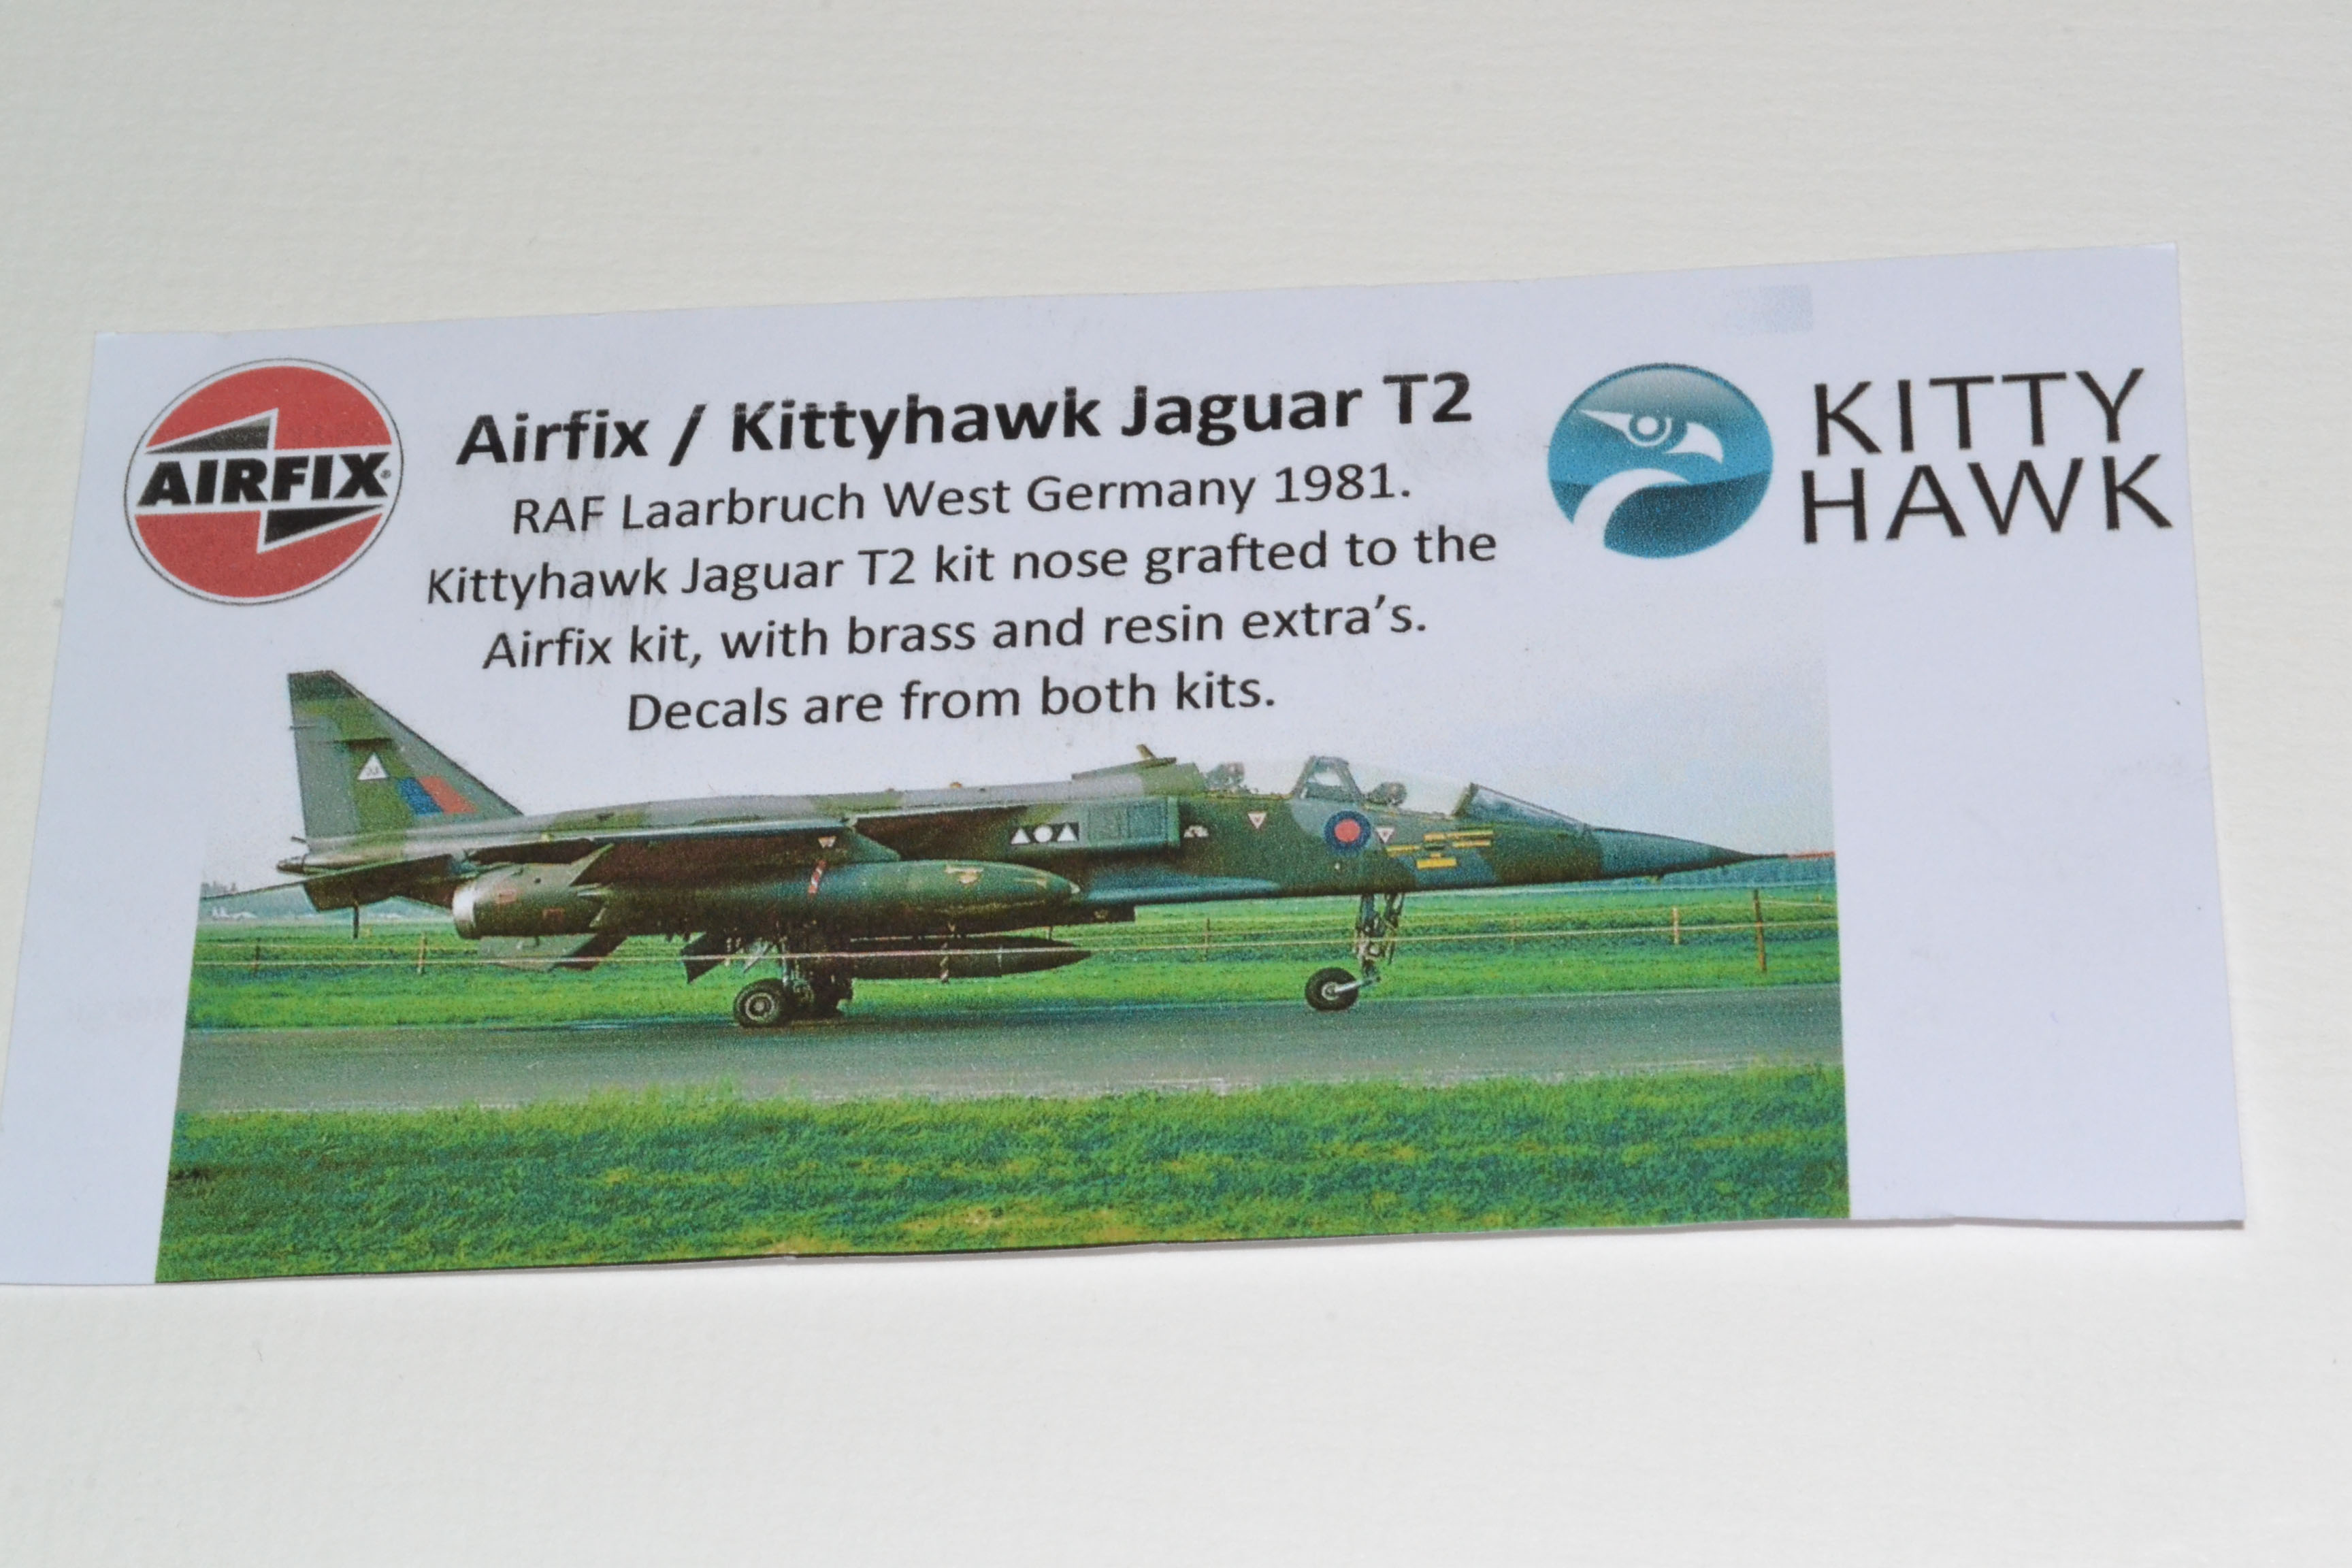 AIRFIX
Airfix / Kittyhawk Jaguar T2
RAF Laarbruch West Germany 1981.
Kittyhawk Jaguar T2 kit nose grafted to the
Airfix kit, with brass and resin extra's.
Decals are from both kits.
KITTY
HAWK